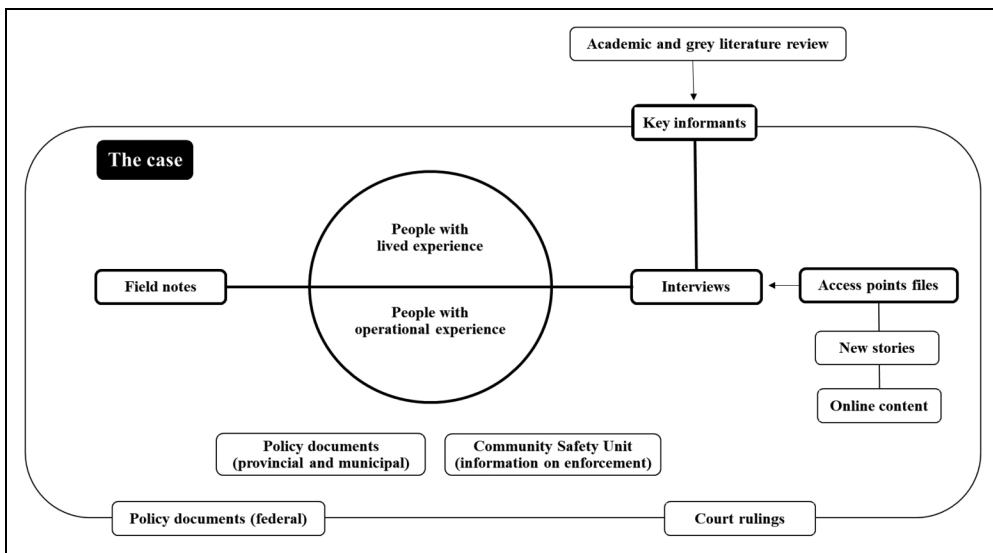 Academic and grey literature review
Key informants
The case
People with
lived experience
Field notes
Interviews
Access points files
People with
operational experience
New stories
Online content
Policy documents
(provincial and municipal)
Community Safety Unit
(information on enforcement)
Policy documents (federal)
Court rulings